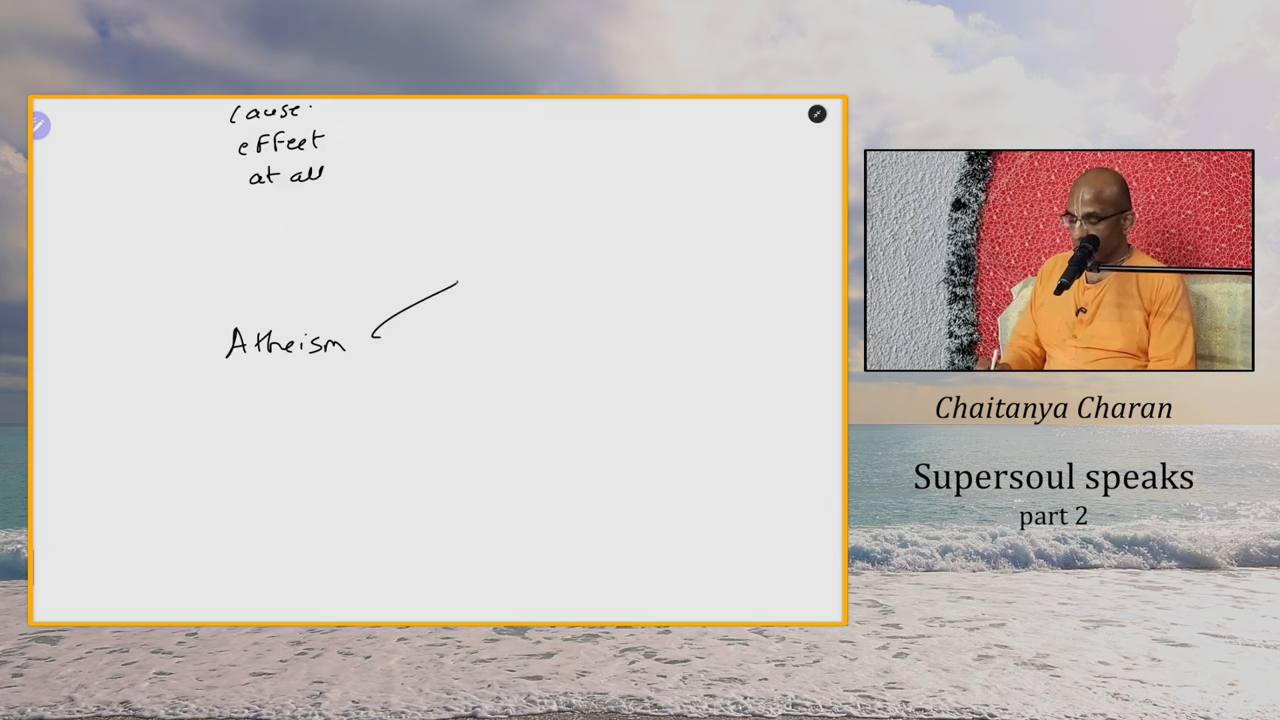 cause.
effect
at all
Atheism
Chaitanya Charan
Supersoul speaks
part 2